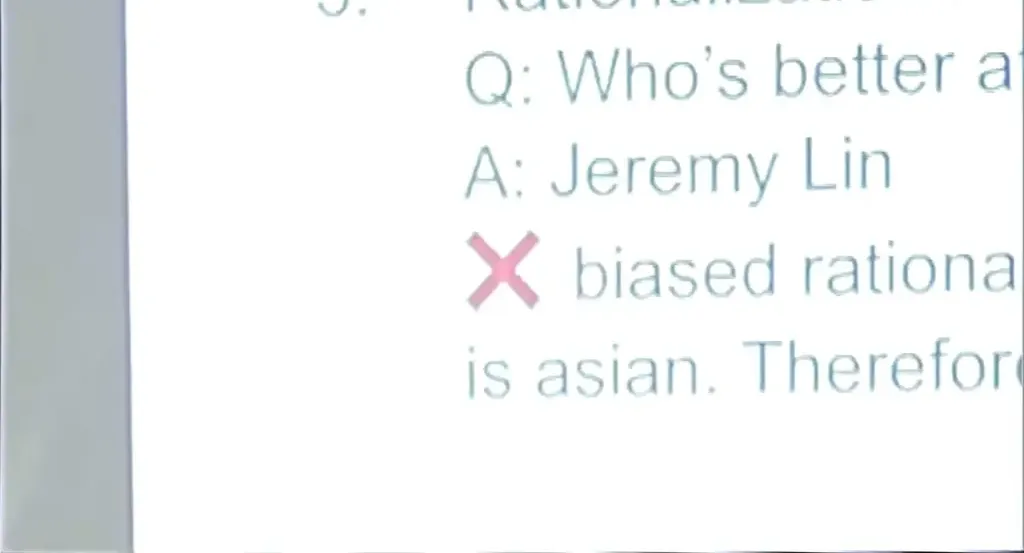 Q: Who's better a
A: Jeremy Lin
❌ biased rationa
is asian. Therefor